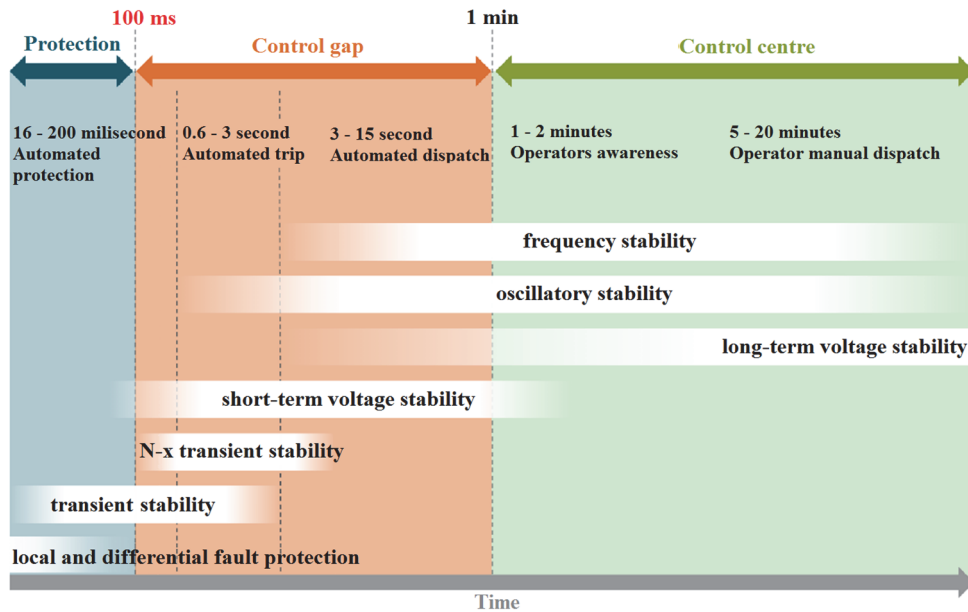 100 ms
1 min
Protection
Control gap
Control centre
16 - 200 milisecond
Automated
protection
0.6 - 3 second
Automated trip
3 - 15 second
Automated dispatch
1 - 2 minutes
Operators awareness
5 - 20 minutes
Operator manual dispatch
frequency stability
oscillatory stability
long-term voltage stability
short-term voltage stability
N-x transient stability
transient stability
local and differential fault protection
Time